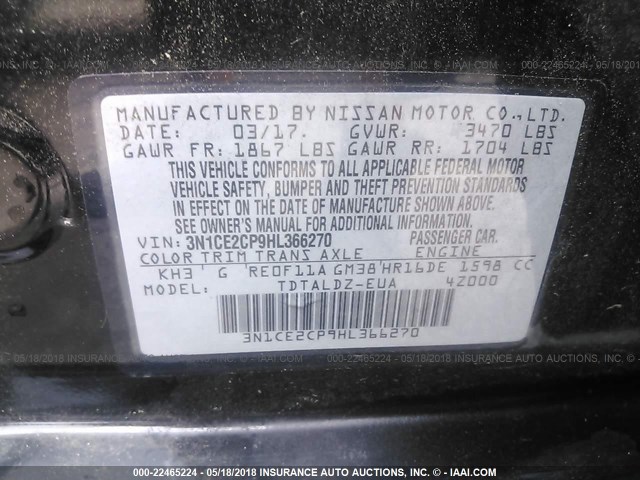 MANUFACTURED BY NISSAN MOTOR CO.,LTD.
DATE: 03/17. GVWR: 3470 LBS
GAWR FR: 1867 LBS GAWR RR: 1704 LBS
THIS VEHICLE CONFORMS TO ALL APPLICABLE FEDERAL MOTOR
VEHICLE SAFETY, BUMPER AND THEFT PREVENTION STANDARDS
IN EFFECT ON THE DATE OF MANUFACTURE SHOWN ABOVE.
SEE OWNER'S MANUAL FOR ADDITIONAL INFORMATION.
VIN: 3N1CE2CP9HL366270 PASSENGER CAR.
COLOR TRIM TRANS AXLE ENGINE
KH3 G RE0F11A GM38 HR16DE 1598 CC
MODEL: TDTALDZ-EUA 4Z000
3N1CE2CP9HL366270
000-22465224 - 05/18/2018 - INSURANCE AUTO AUCTIONS, INC. - © IAAI.COM